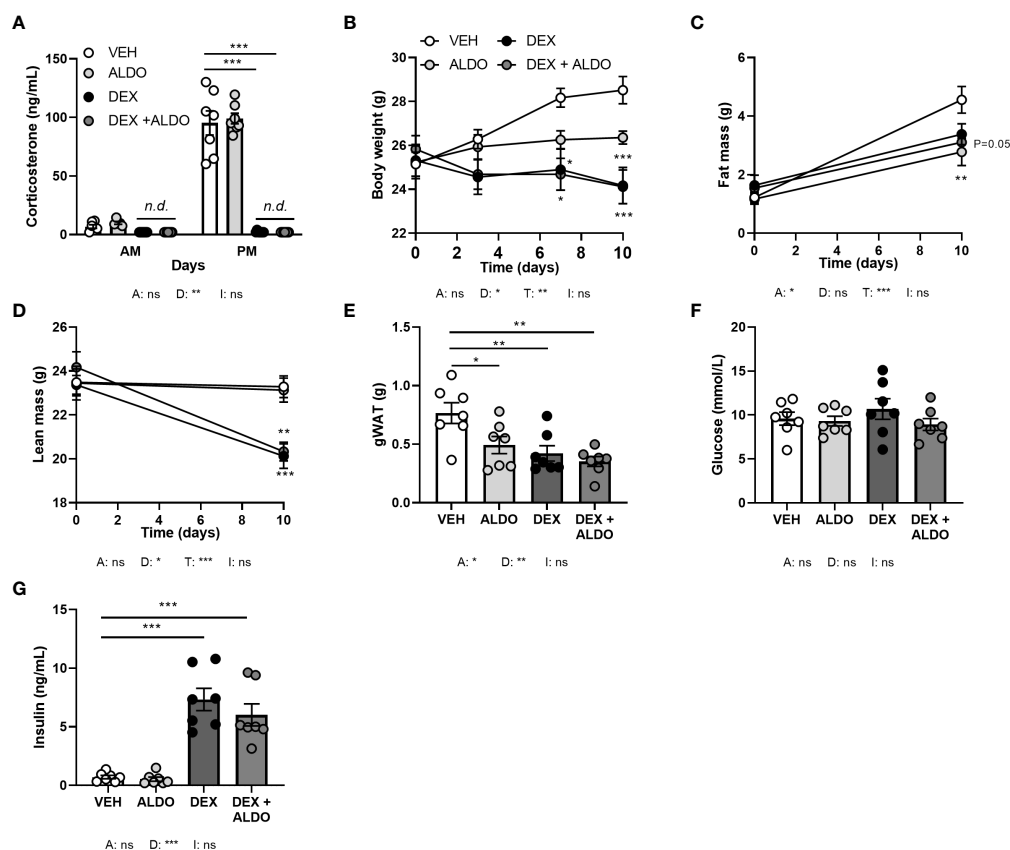 A
VEH
ALDO
DEX
DEX +ALDO
***
***
n.d.
n.d.
Corticosterone (ng/mL)
150
100
50
0
AM PM
Days
A: ns D: ** I: ns
B
VEH DEX
ALDO DEX + ALDO
Body weight (g)
30
28
26
24
22
*
*
***
***
0 2 4 6 8 10
Time (days)
A: ns D: * T: ** I: ns
C
Fat mass (g)
6
4
2
0
P=0.05
**
0 2 4 6 8 10
Time (days)
A: * D: ns T: *** I: ns
D
Lean mass (g)
26
24
22
20
18
**
***
0 2 4 6 8 10
Time (days)
A: ns D: * T: *** I: ns
E
gWAT (g)
1.5
1.0
0.5
0.0
**
**
*
VEH ALDO DEX DEX +
ALDO
A: * D: ** I: ns
F
Glucose (mmol/L)
20
15
10
5
0
VEH ALDO DEX DEX +
ALDO
A: ns D: ns I: ns
G
Insulin (ng/mL)
15
10
5
0
***
***
VEH ALDO DEX DEX +
ALDO
A: ns D: *** I: ns